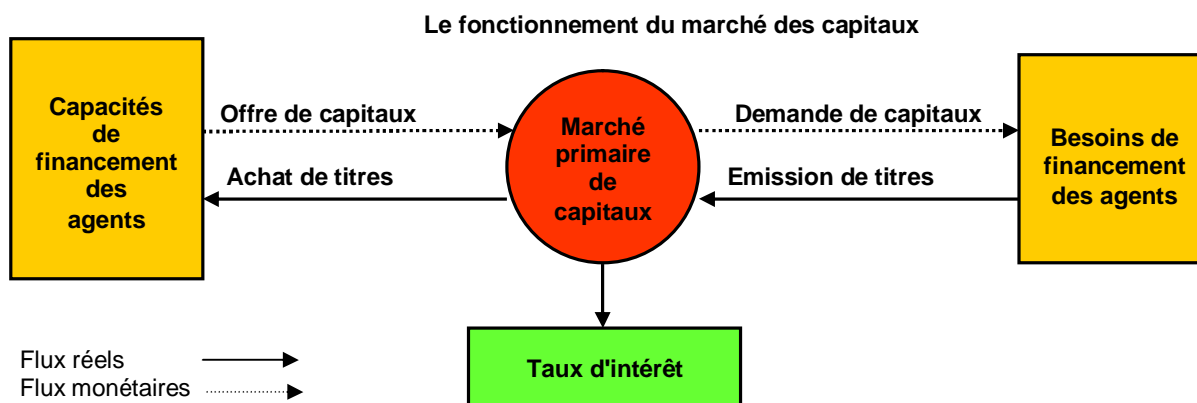 Le fonctionnement du marché des capitaux
Capacités
de
financement
des
agents
Offre de capitaux
Achat de titres
Marché
primaire
de
capitaux
Demande de capitaux
Emission de titres
Besoins de
financement
des agents
Taux d'intérêt
Flux réels
Flux monétaires